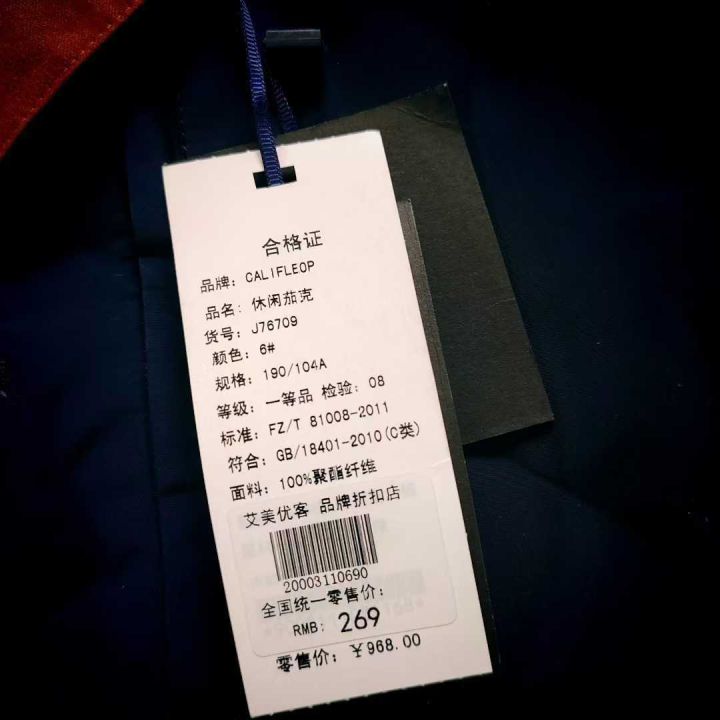 合格证
品牌：CALIFLEOP
品名：休闲茄克
货号：J76709
颜色：6#
规格：190/104A
等级：一等品 检验：08
标准：FZ/T 81008-2011
符合：GB/18401-2010(C类)
面料：100%聚酯纤维
艾美优客 品牌折扣店
20003110690
全国统一零售价：
RMB: 269
零售价：￥968.00